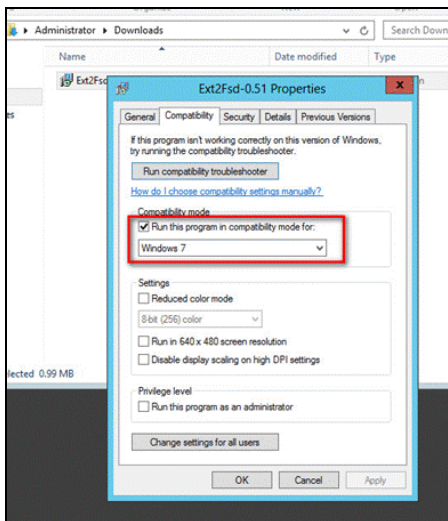 Administrator ▸ Downloads
Search Down
Name
Date modified
Type
Ext2Fsd
Ext2Fsd-0.51 Properties
x
General Compatibility Security Details Previous Versions
If this program isn't working correctly on this version of Windows,
try running the compatibility troubleshooter.
Run compatibility troubleshooter
How do I choose compatibility settings manually?
Compatibility mode
Run this program in compatibility mode for:
Windows 7
Settings
Reduced color mode
8-bit (256) color
Run in 640 x 480 screen resolution
Disable display scaling on high DPI settings
lected 0.99 MB
Privilege level
Run this program as an administrator
Change settings for all users
OK Cancel Apply